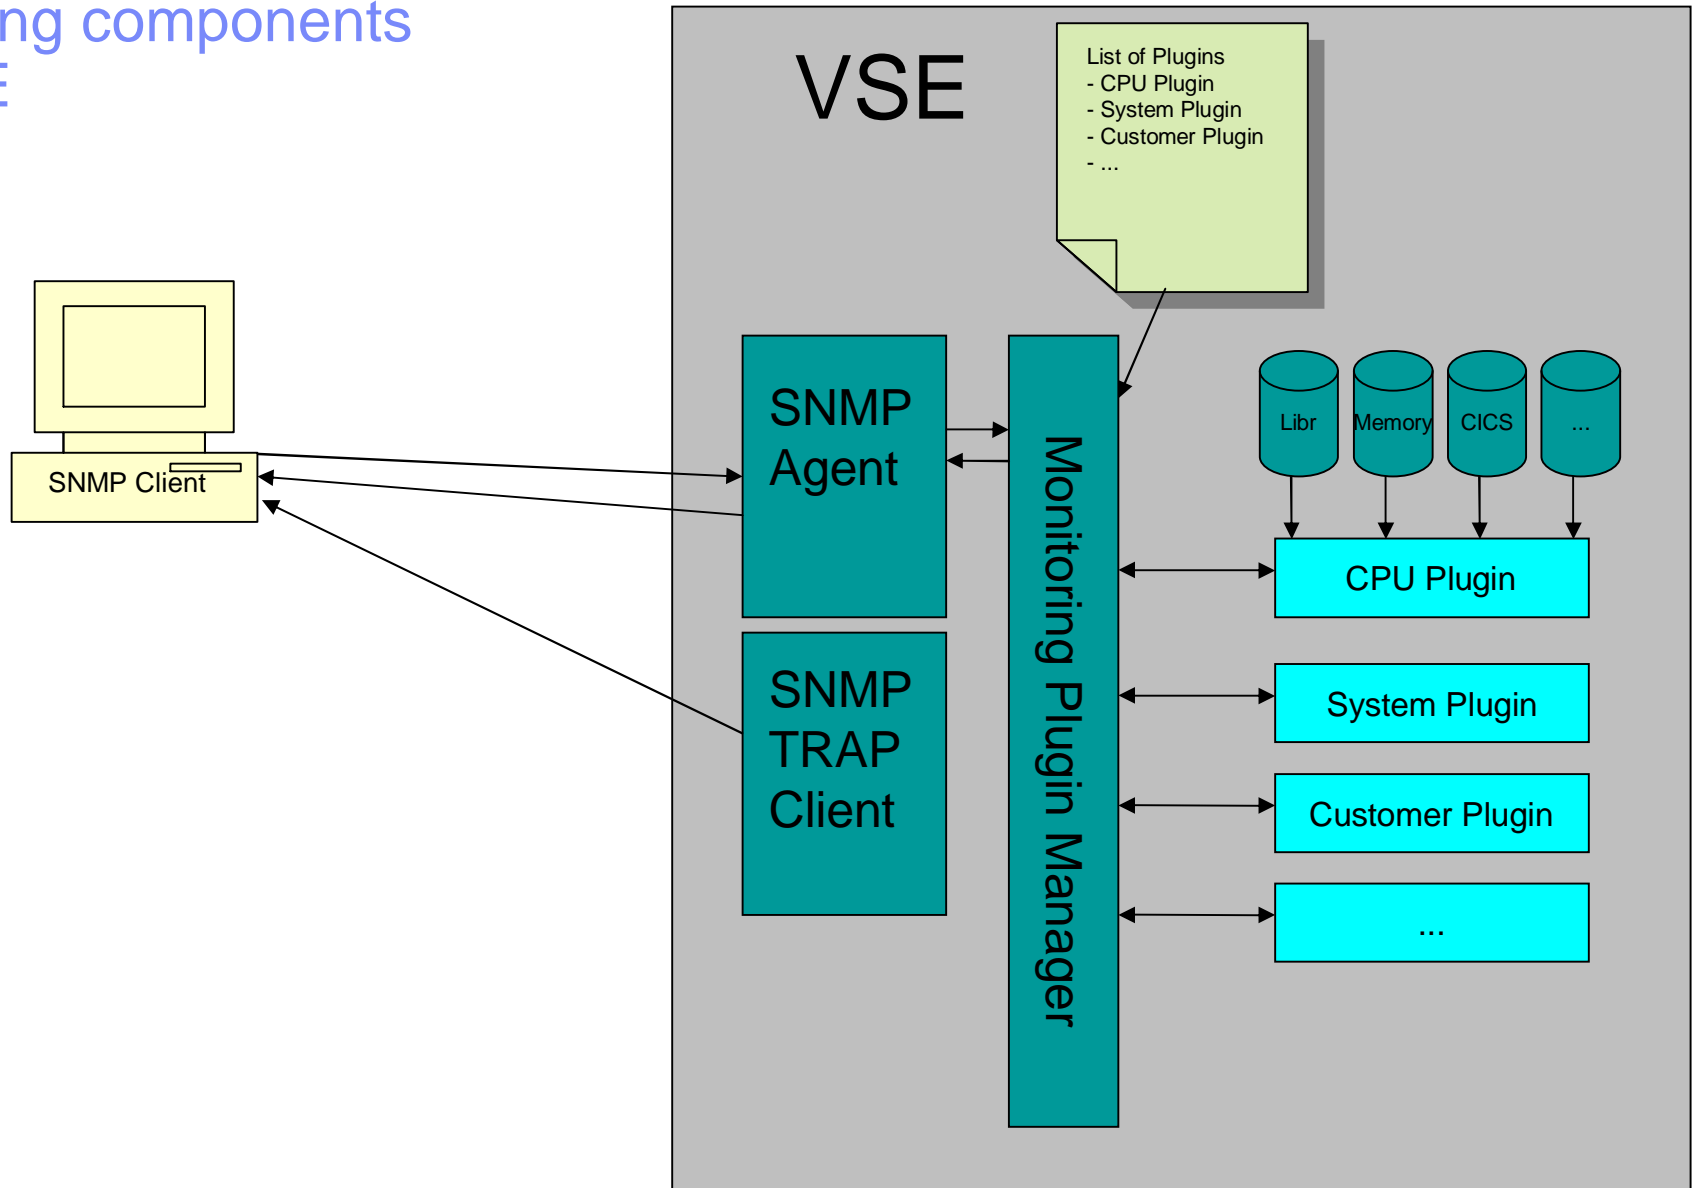 ng components
E
VSE
List of Plugins
- CPU Plugin
- System Plugin
- Customer Plugin
- ...
SNMP Client
SNMP
Agent
SNMP
TRAP
Client
Monitoring Plugin Manager
Libr
Memory
CICS
...
CPU Plugin
System Plugin
Customer Plugin
...